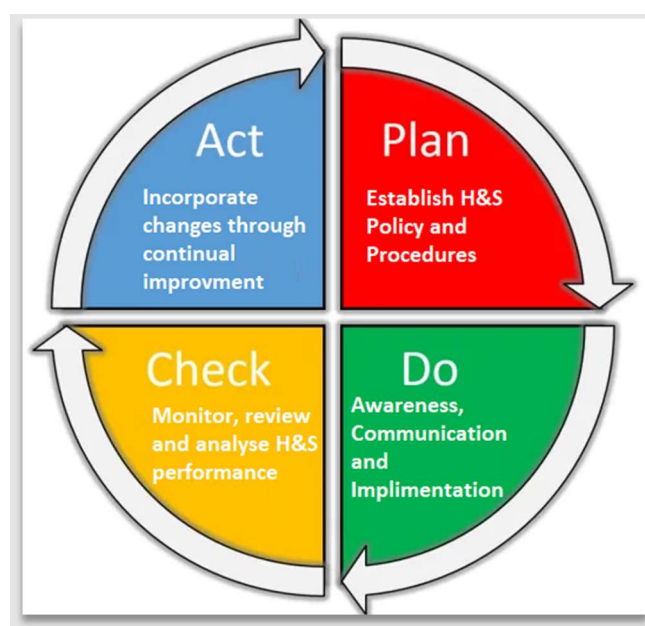 Act
Incorporate
changes through
continual
improvment
Plan
Establish H&S
Policy and
Procedures
Check
Monitor, review
and analyse H&S
performance
Do
Awareness,
Communication
and
Implimentation